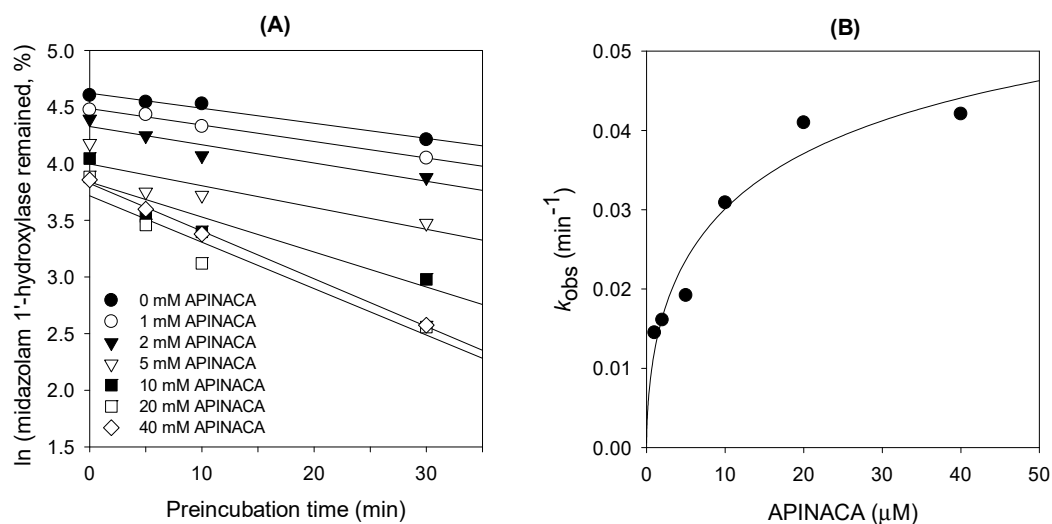 (A)
ln (midazolam 1'-hydroxylase remained, %)
5.0
4.5
4.0
3.5
3.0
2.5
2.0
1.5
0 mM APINACA
1 mM APINACA
2 mM APINACA
5 mM APINACA
10 mM APINACA
20 mM APINACA
40 mM APINACA
0 10 20 30
Preincubation time (min)
(B)
kobs (min-1)
0.05
0.04
0.03
0.02
0.01
0.00
0 10 20 30 40 50
APINACA (μM)